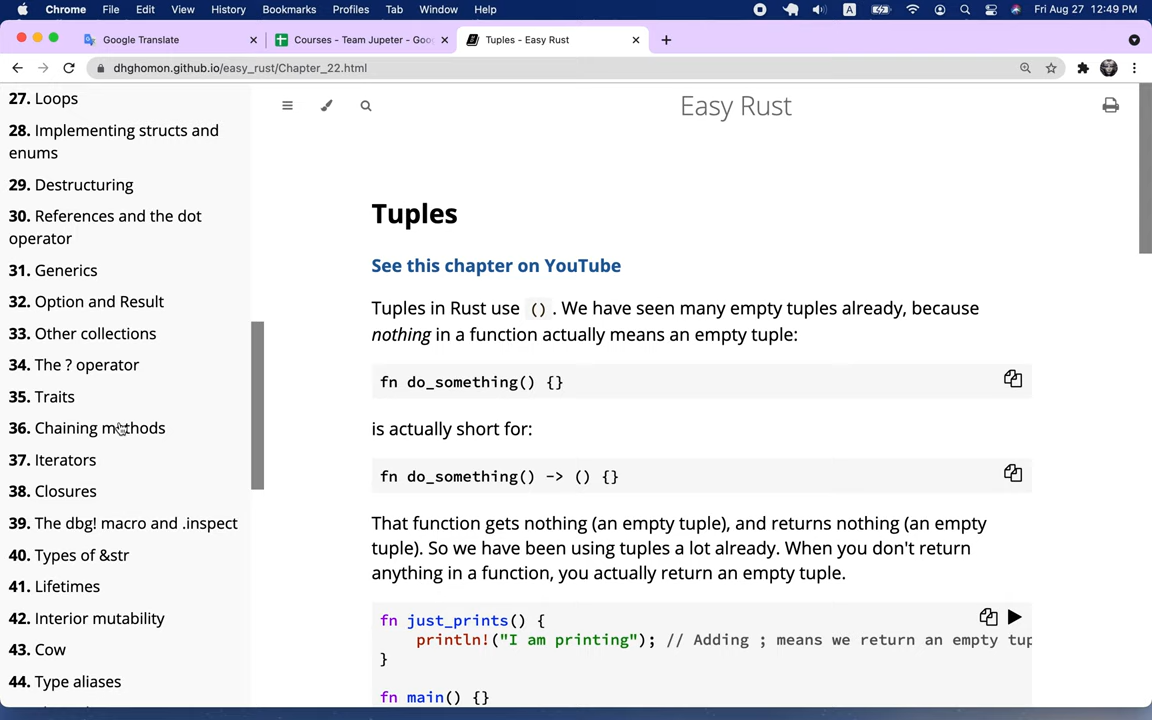 Chrome File Edit View History Bookmarks Profiles Tab Window Help A Fri Aug 27 12:49 PM
Google Translate Courses - Team Jupeter - Goo Tuples - Easy Rust
dhghomon.github.io/easy_rust/Chapter_22.html
27. Loops
28. Implementing structs and
enums
29. Destructuring
30. References and the dot
operator
31. Generics
32. Option and Result
33. Other collections
34. The ? operator
35. Traits
36. Chaining methods
37. Iterators
38. Closures
39. The dbg! macro and .inspect
40. Types of &str
41. Lifetimes
42. Interior mutability
43. Cow
44. Type aliases
Easy Rust
Tuples
See this chapter on YouTube
Tuples in Rust use (). We have seen many empty tuples already, because
nothing in a function actually means an empty tuple:
fn do_something() {}
is actually short for:
fn do_something() -> () {}
That function gets nothing (an empty tuple), and returns nothing (an empty
tuple). So we have been using tuples a lot already. When you don't return
anything in a function, you actually return an empty tuple.
fn just_prints() {
println!("I am printing"); // Adding ; means we return an empty tup
}
fn main() {}